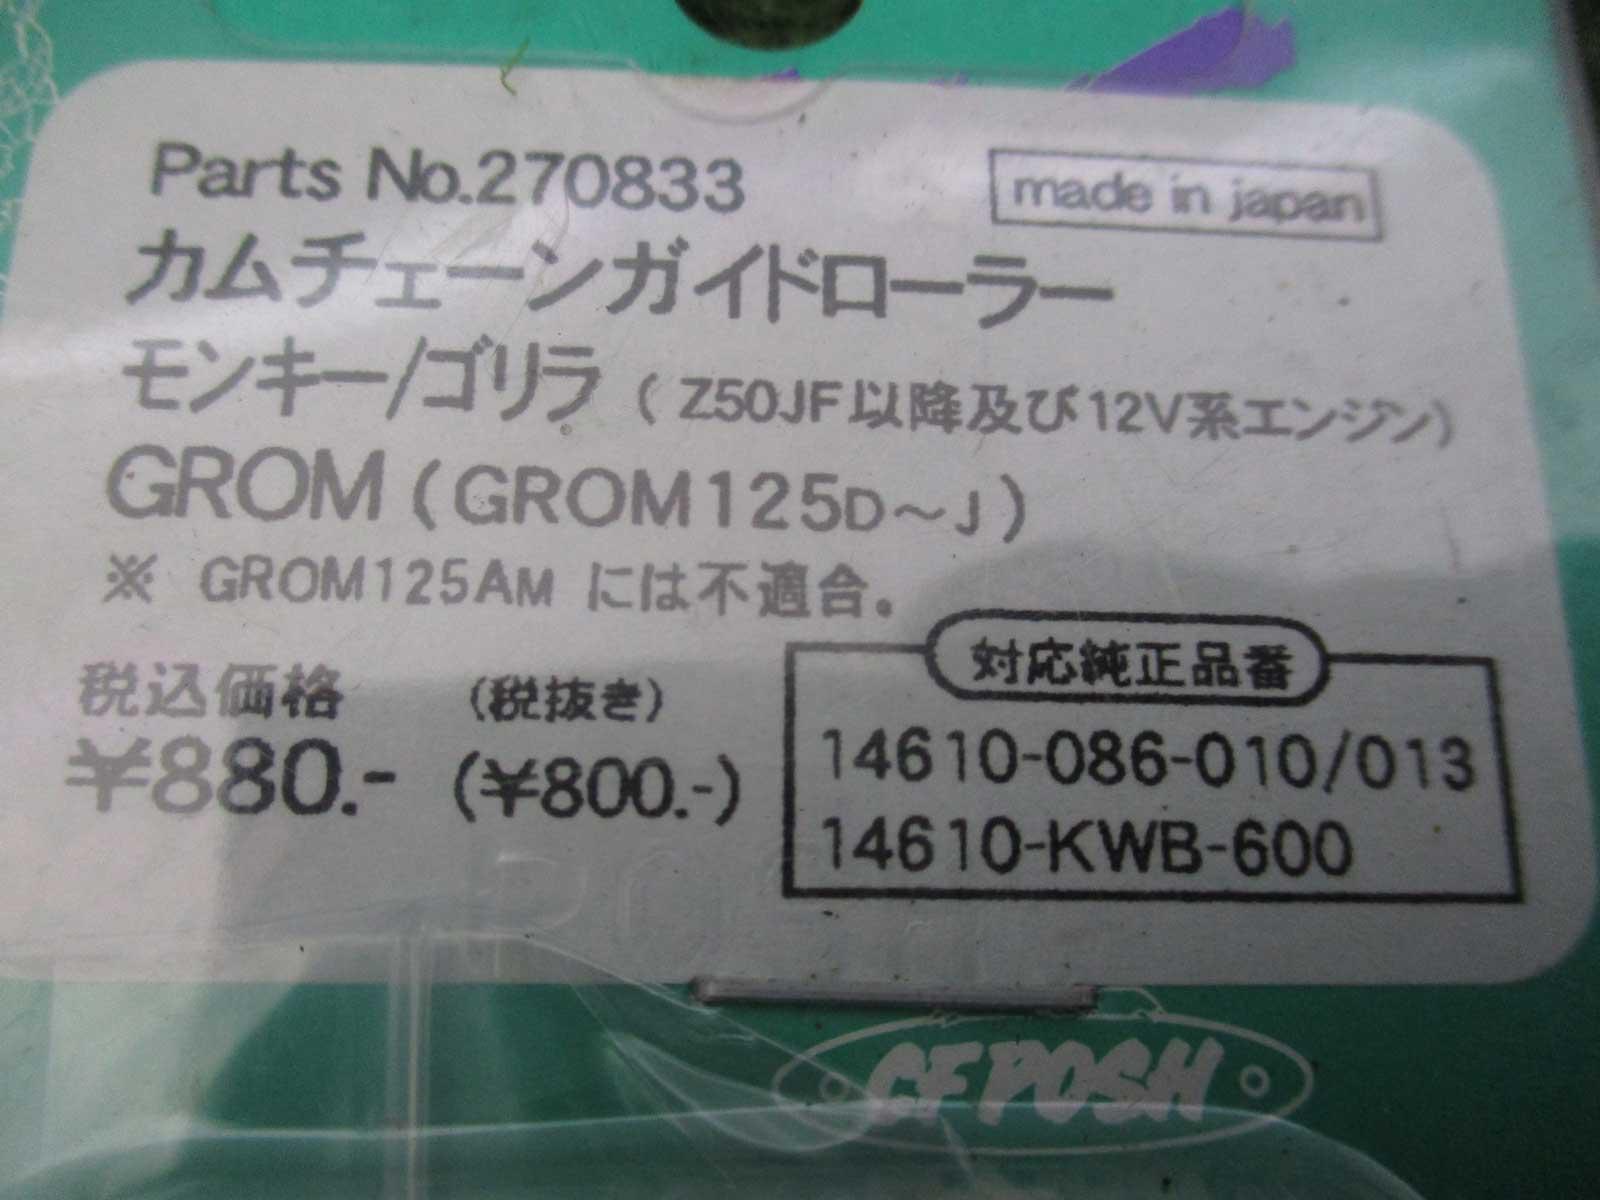 Parts No.270833
made in japan
カムチェーンガイドローラー
モンキー/ゴリラ ( Z50JF以降及び12V系エンジン)
GROM ( GROM125D～J )
※ GROM125AM には不適合。
税込価格 (税抜き)
¥880.- (¥800.-)
対応純正品番
14610-086-010/013
14610-KWB-600
POSH
CF POSH